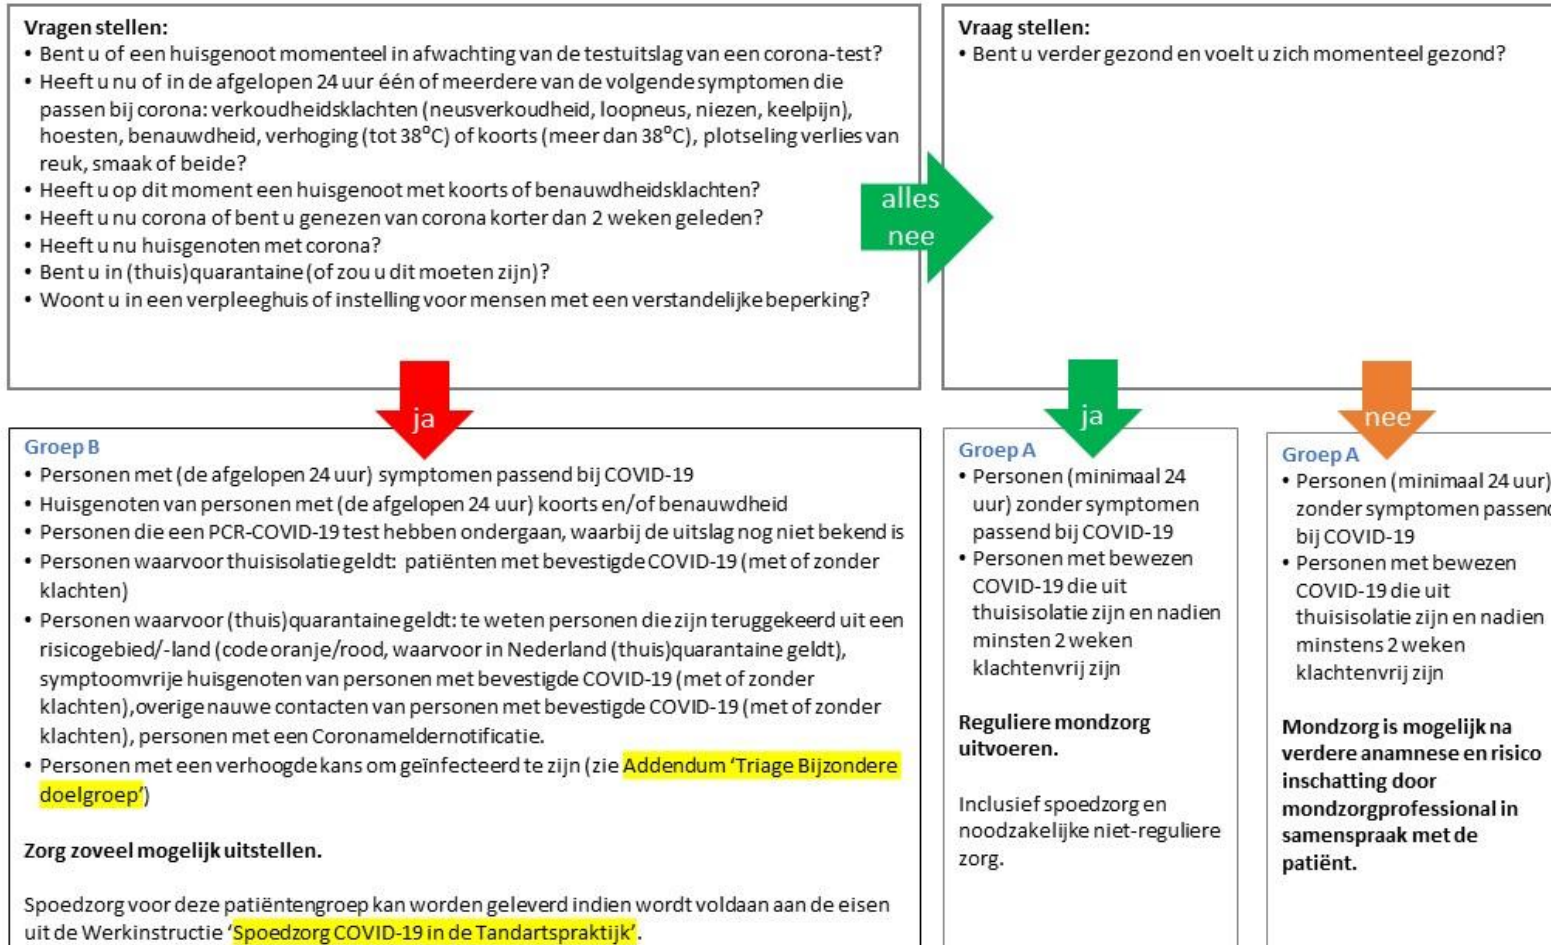 Vragen stellen:
• Bent u of een huisgenoot momenteel in afwachting van de testuitslag van een corona-test?
• Heeft u nu of in de afgelopen 24 uur één of meerdere van de volgende symptomen die
passen bij corona: verkoudheidsklachten (neusverkoudheid, loopneus, niezen, keelpijn),
hoesten, benauwdheid, verhoging (tot 38⁰C) of koorts (meer dan 38⁰C), plotseling verlies van
reuk, smaak of beide?
• Heeft u op dit moment een huisgenoot met koorts of benauwdheidsklachten?
• Heeft u nu corona of bent u genezen van corona korter dan 2 weken geleden?
• Heeft u nu huisgenoten met corona?
• Bent u in (thuis)quarantaine (of zou u dit moeten zijn)?
• Woont u in een verpleeghuis of instelling voor mensen met een verstandelijke beperking?
alles
nee
Vraag stellen:
• Bent u verder gezond en voelt u zich momenteel gezond?
ja
ja
nee
Groep B
• Personen met (de afgelopen 24 uur) symptomen passend bij COVID-19
• Huisgenoten van personen met (de afgelopen 24 uur) koorts en/of benauwdheid
• Personen die een PCR-COVID-19 test hebben ondergaan, waarbij de uitslag nog niet bekend is
• Personen waarvoor thuisisolatie geldt: patiënten met bevestigde COVID-19 (met of zonder
klachten)
• Personen waarvoor (thuis)quarantaine geldt: te weten personen die zijn teruggekeerd uit een
risicogebied/-land (code oranje/rood, waarvoor in Nederland (thuis)quarantaine geldt),
symptoomvrije huisgenoten van personen met bevestigde COVID-19 (met of zonder
klachten),overige nauwe contacten van personen met bevestigde COVID-19 (met of zonder
klachten), personen met een Coronameldernotificatie.
• Personen met een verhoogde kans om geïnfecteerd te zijn (zie Addendum ‘Triage Bijzondere
doelgroep’)
Zorg zoveel mogelijk uitstellen.
Spoedzorg voor deze patiëntengroep kan worden geleverd indien wordt voldaan aan de eisen
uit de Werkinstructie ‘Spoedzorg COVID-19 in de Tandartspraktijk’.
Groep A
• Personen (minimaal 24
uur) zonder symptomen
passend bij COVID-19
• Personen met bewezen
COVID-19 die uit
thuisisolatie zijn en nadien
minsten 2 weken
klachtenvrij zijn
Reguliere mondzorg
uitvoeren.
Inclusief spoedzorg en
noodzakelijke niet-reguliere
zorg.
Groep A
• Personen (minimaal 24 uur)
zonder symptomen passend
bij COVID-19
• Personen met bewezen
COVID-19 die uit
thuisisolatie zijn en nadien
minstens 2 weken
klachtenvrij zijn
Mondzorg is mogelijk na
verdere anamnese en risico
inschatting door
mondzorgprofessional in
samenspraak met de
patiënt.